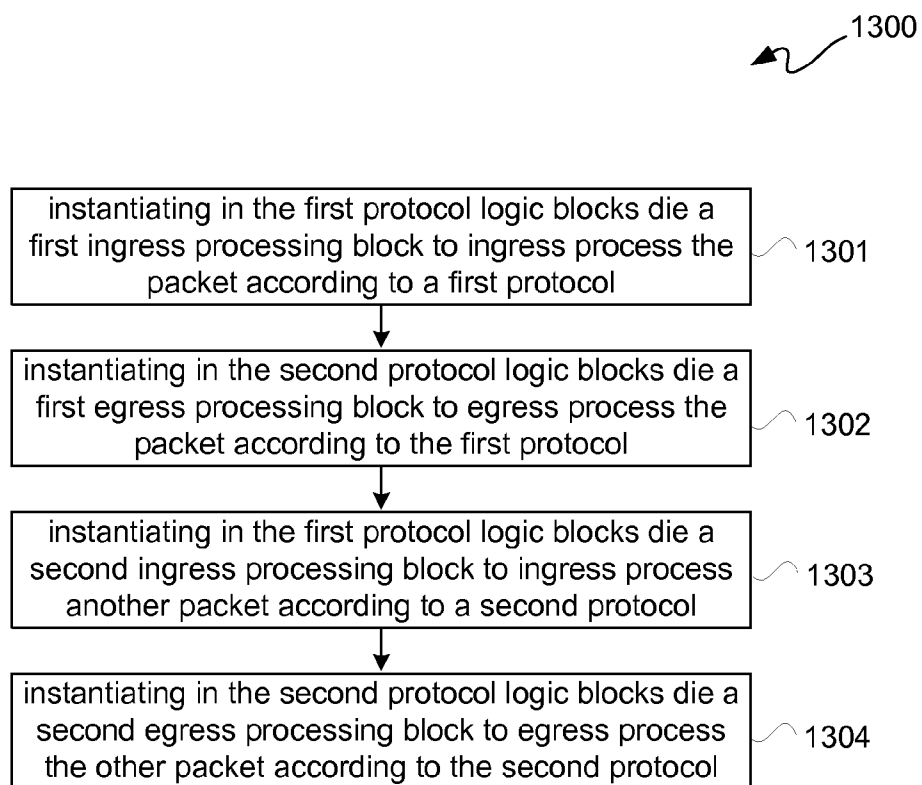 1300
instantiating in the first protocol logic blocks die a
first ingress processing block to ingress process the
packet according to a first protocol
1301
instantiating in the second protocol logic blocks die a
first egress processing block to egress process the
packet according to the first protocol
1302
instantiating in the first protocol logic blocks die a
second ingress processing block to ingress process
another packet according to a second protocol
1303
instantiating in the second protocol logic blocks die a
second egress processing block to egress process
the other packet according to the second protocol
1304